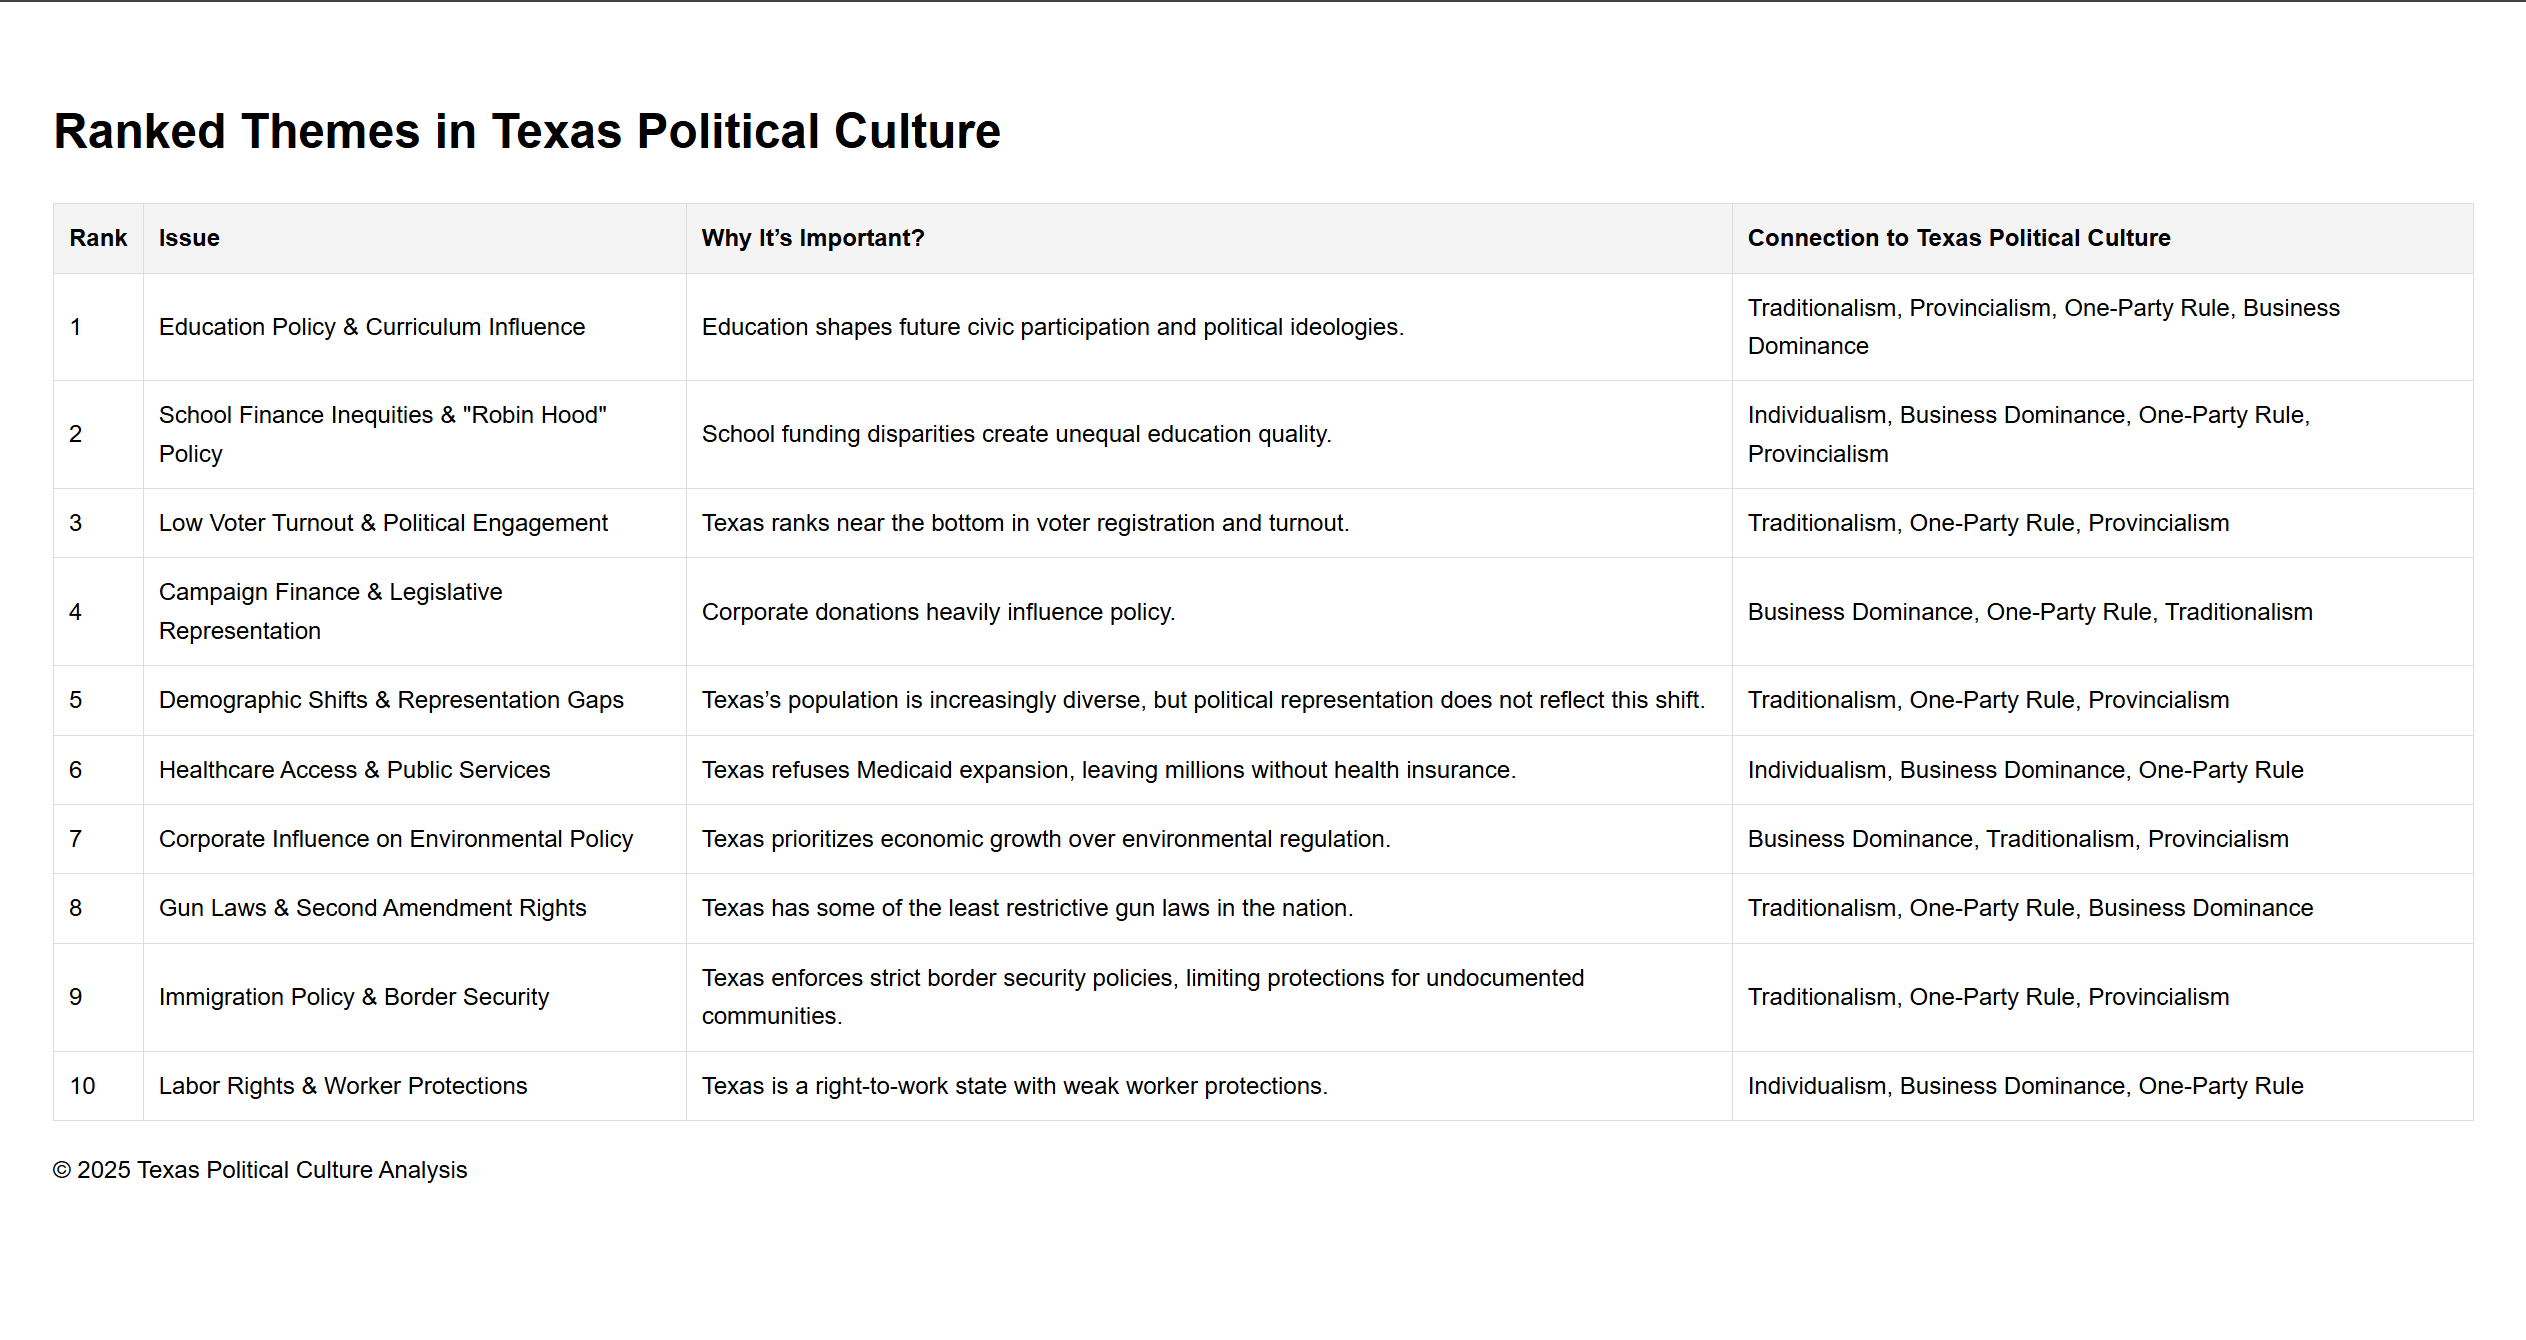 Ranked Themes in Texas Political Culture
Rank Issue Why It’s Important? Connection to Texas Political Culture
1 Education Policy & Curriculum Influence Education shapes future civic participation and political ideologies. Traditionalism, Provincialism, One-Party Rule, Business
Dominance
2 School Finance Inequities & "Robin Hood"
Policy School funding disparities create unequal education quality. Individualism, Business Dominance, One-Party Rule,
Provincialism
3 Low Voter Turnout & Political Engagement Texas ranks near the bottom in voter registration and turnout. Traditionalism, One-Party Rule, Provincialism
4 Campaign Finance & Legislative
Representation Corporate donations heavily influence policy. Business Dominance, One-Party Rule, Traditionalism
5 Demographic Shifts & Representation Gaps Texas’s population is increasingly diverse, but political representation does not reflect this shift. Traditionalism, One-Party Rule, Provincialism
6 Healthcare Access & Public Services Texas refuses Medicaid expansion, leaving millions without health insurance. Individualism, Business Dominance, One-Party Rule
7 Corporate Influence on Environmental Policy Texas prioritizes economic growth over environmental regulation. Business Dominance, Traditionalism, Provincialism
8 Gun Laws & Second Amendment Rights Texas has some of the least restrictive gun laws in the nation. Traditionalism, One-Party Rule, Business Dominance
9 Immigration Policy & Border Security Texas enforces strict border security policies, limiting protections for undocumented
communities. Traditionalism, One-Party Rule, Provincialism
10 Labor Rights & Worker Protections Texas is a right-to-work state with weak worker protections. Individualism, Business Dominance, One-Party Rule
© 2025 Texas Political Culture Analysis